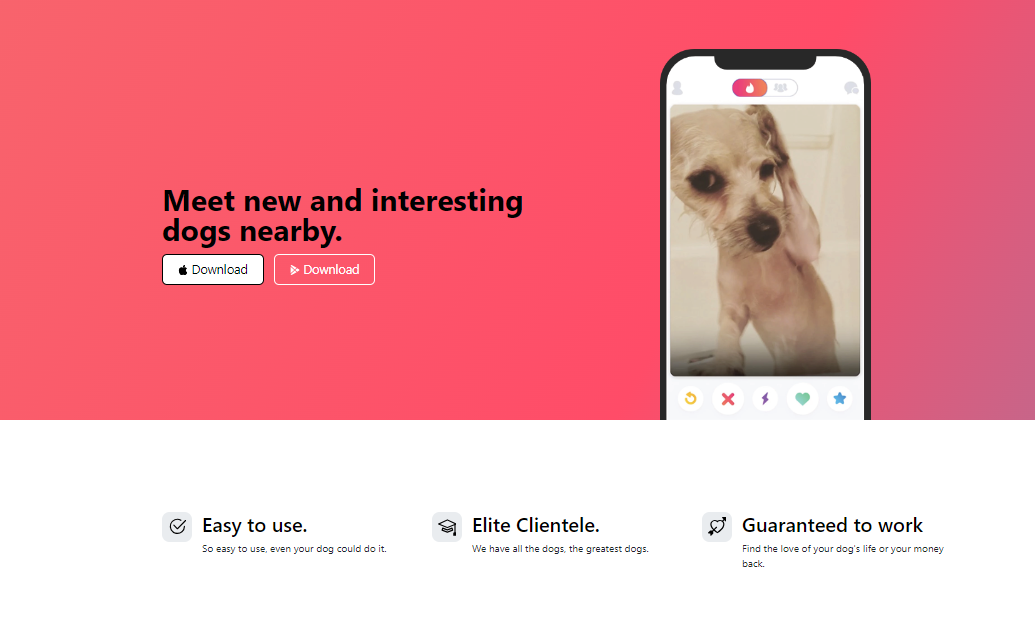 Meet new and interesting
dogs nearby.
Download
Download
Easy to use.
So easy to use, even your dog could do it.
Elite Clientele.
We have all the dogs, the greatest dogs.
Guaranteed to work
Find the love of your dog's life or your money
back.